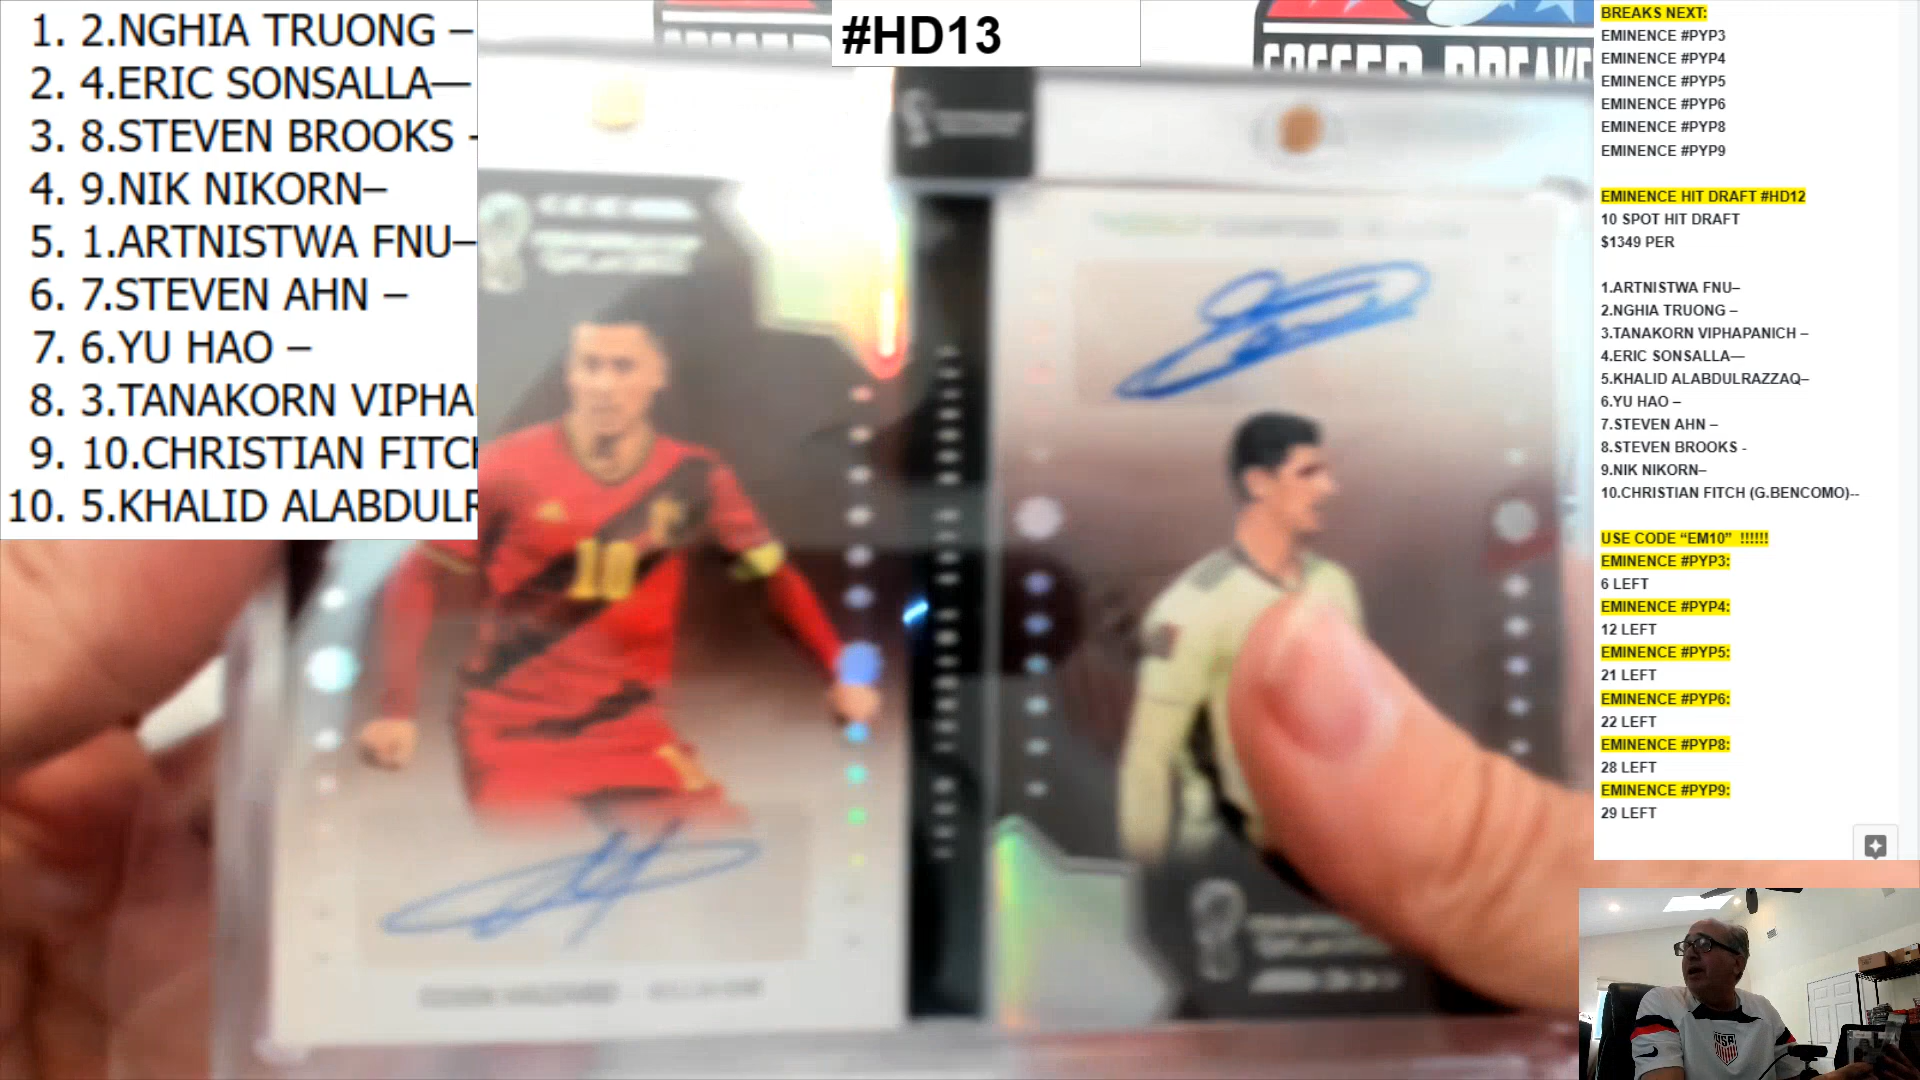 1. 2.NGHIA TRUONG –
2. 4.ERIC SONSALLA—
3. 8.STEVEN BROOKS -
4. 9.NIK NIKORN–
5. 1.ARTNISTWA FNU–
6. 7.STEVEN AHN –
7. 6.YU HAO –
8. 3.TANAKORN VIPHA
9. 10.CHRISTIAN FITCH
10. 5.KHALID ALABDULR
#HD13
SOCCER BREAKE
10
USA
BREAKS NEXT:
EMINENCE #PYP3
EMINENCE #PYP4
EMINENCE #PYP5
EMINENCE #PYP6
EMINENCE #PYP8
EMINENCE #PYP9
EMINENCE HIT DRAFT #HD12
10 SPOT HIT DRAFT
$1349 PER
1.ARTNISTWA FNU–
2.NGHIA TRUONG –
3.TANAKORN VIPHAPANICH –
4.ERIC SONSALLA—
5.KHALID ALABDULRAZZAQ–
6.YU HAO –
7.STEVEN AHN –
8.STEVEN BROOKS -
9.NIK NIKORN–
10.CHRISTIAN FITCH (G.BENCOMO)--
USE CODE “EM10” !!!!!!
EMINENCE #PYP3:
6 LEFT
EMINENCE #PYP4:
12 LEFT
EMINENCE #PYP5:
21 LEFT
EMINENCE #PYP6:
22 LEFT
EMINENCE #PYP8:
28 LEFT
EMINENCE #PYP9:
29 LEFT